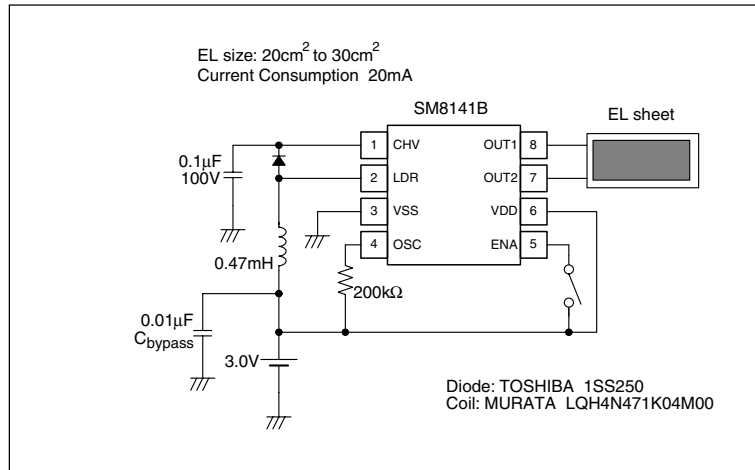 EL size: 20cm² to 30cm²
Current Consumption 20mA
SM8141B
EL sheet
1 CHV OUT1 8
0.1μF
100V
2 LDR OUT2 7
3 VSS VDD 6
4 OSC ENA 5
0.47mH
200kΩ
0.01μF
Cbypass
3.0V
Diode: TOSHIBA 1SS250
Coil: MURATA LQH4N471K04M00